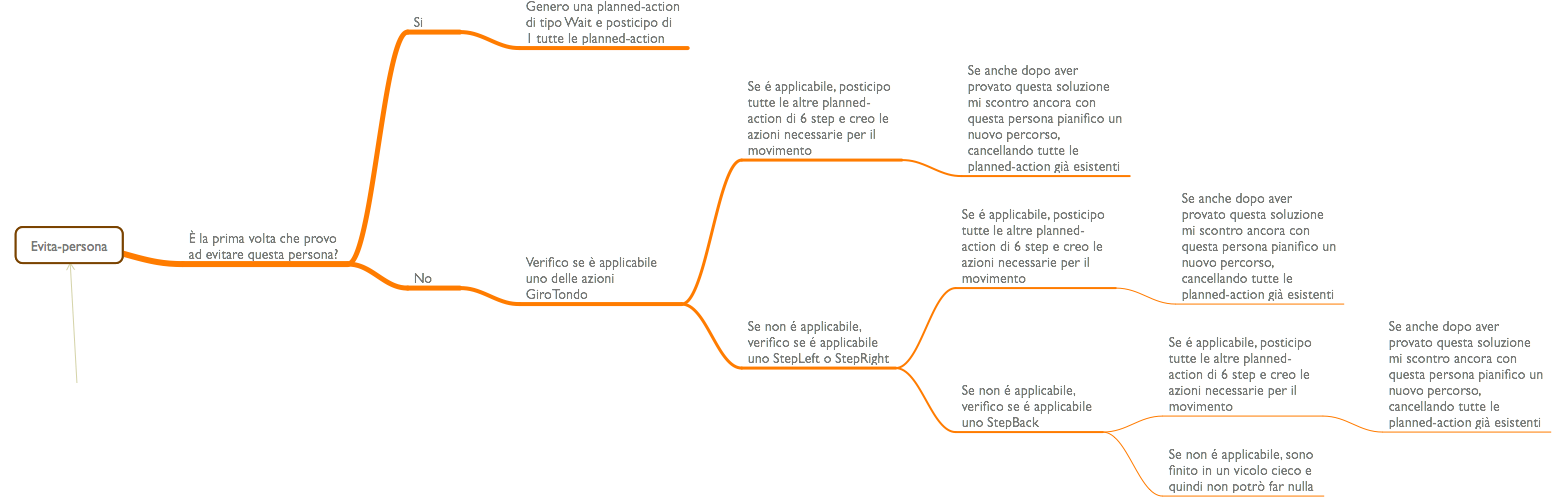 Evita-persona
È la prima volta che provo
ad evitare questa persona?
Si
Genero una planned-action
di tipo Wait e posticipo di
1 tutte le planned-action
No
Verifico se è applicabile
uno delle azioni
GiroTondo
Se é applicabile, posticipo
tutte le altre planned-
action di 6 step e creo le
azioni necessarie per il
movimento
Se anche dopo aver
provato questa soluzione
mi scontro ancora con
questa persona pianifico un
nuovo percorso,
cancellando tutte le
planned-action già esistenti
Se non é applicabile,
verifico se é applicabile
uno StepLeft o StepRight
Se é applicabile, posticipo
tutte le altre planned-
action di 6 step e creo le
azioni necessarie per il
movimento
Se anche dopo aver
provato questa soluzione
mi scontro ancora con
questa persona pianifico un
nuovo percorso,
cancellando tutte le
planned-action già esistenti
Se non é applicabile,
verifico se é applicabile
uno StepBack
Se é applicabile, posticipo
tutte le altre planned-
action di 6 step e creo le
azioni necessarie per il
movimento
Se anche dopo aver
provato questa soluzione
mi scontro ancora con
questa persona pianifico un
nuovo percorso,
cancellando tutte le
planned-action già esistenti
Se non é applicabile, sono
finito in un vicolo cieco e
quindi non potrò far nulla